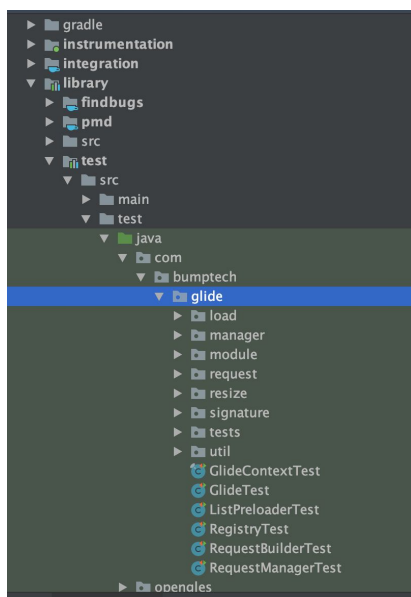 gradle
instrumentation
integration
library
findbugs
pmd
src
test
src
main
test
java
com
bumptech
glide
load
manager
module
request
resize
signature
tests
util
GlideContextTest
GlideTest
ListPreloaderTest
RegistryTest
RequestBuilderTest
RequestManagerTest
opengles